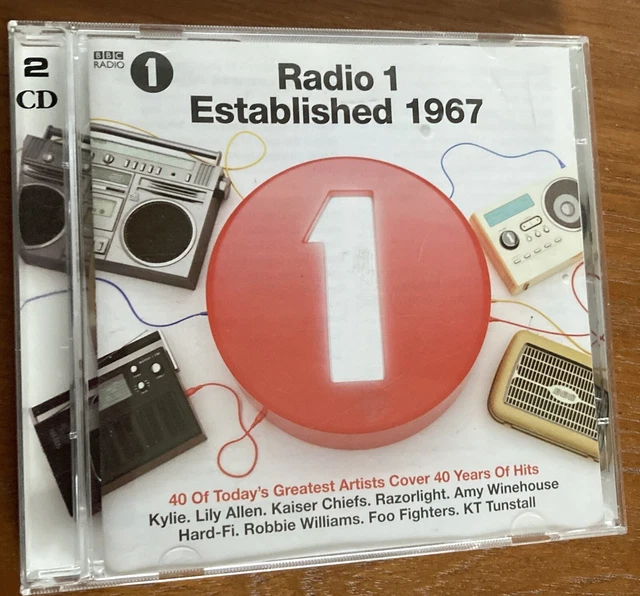 2
CD
BBC
RADIO
1
Radio 1
Established 1967
1
40 Of Today's Greatest Artists Cover 40 Years Of Hits
Kylie. Lily Allen. Kaiser Chiefs. Razorlight. Amy Winehouse
Hard-Fi. Robbie Williams. Foo Fighters. KT Tunstall